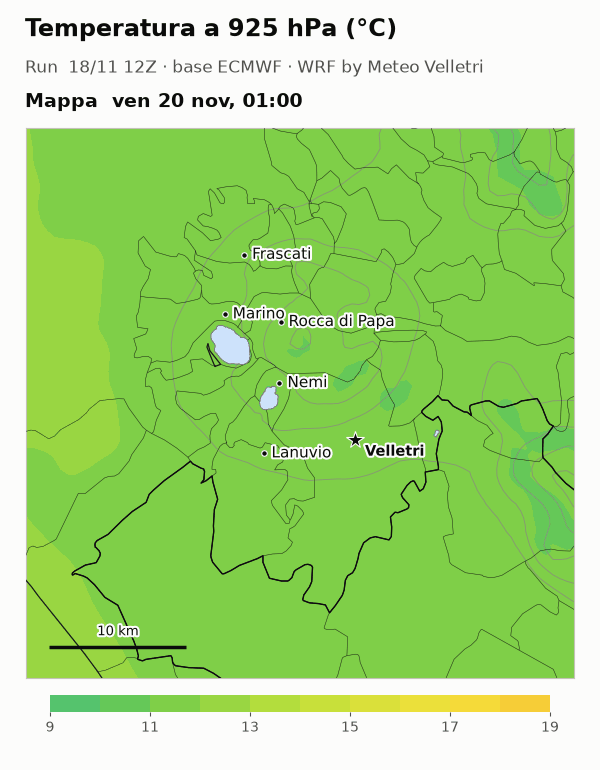 Temperatura a 925 hPa (°C)
Run  18/11 12Z · base ECMWF · WRF by Meteo Velletri
Mappa  ven 20 nov, 01:00
Frascati
Marino
Rocca di Papa
Nemi
Velletri
Lanuvio
10 km
9 11 13 15 17 19